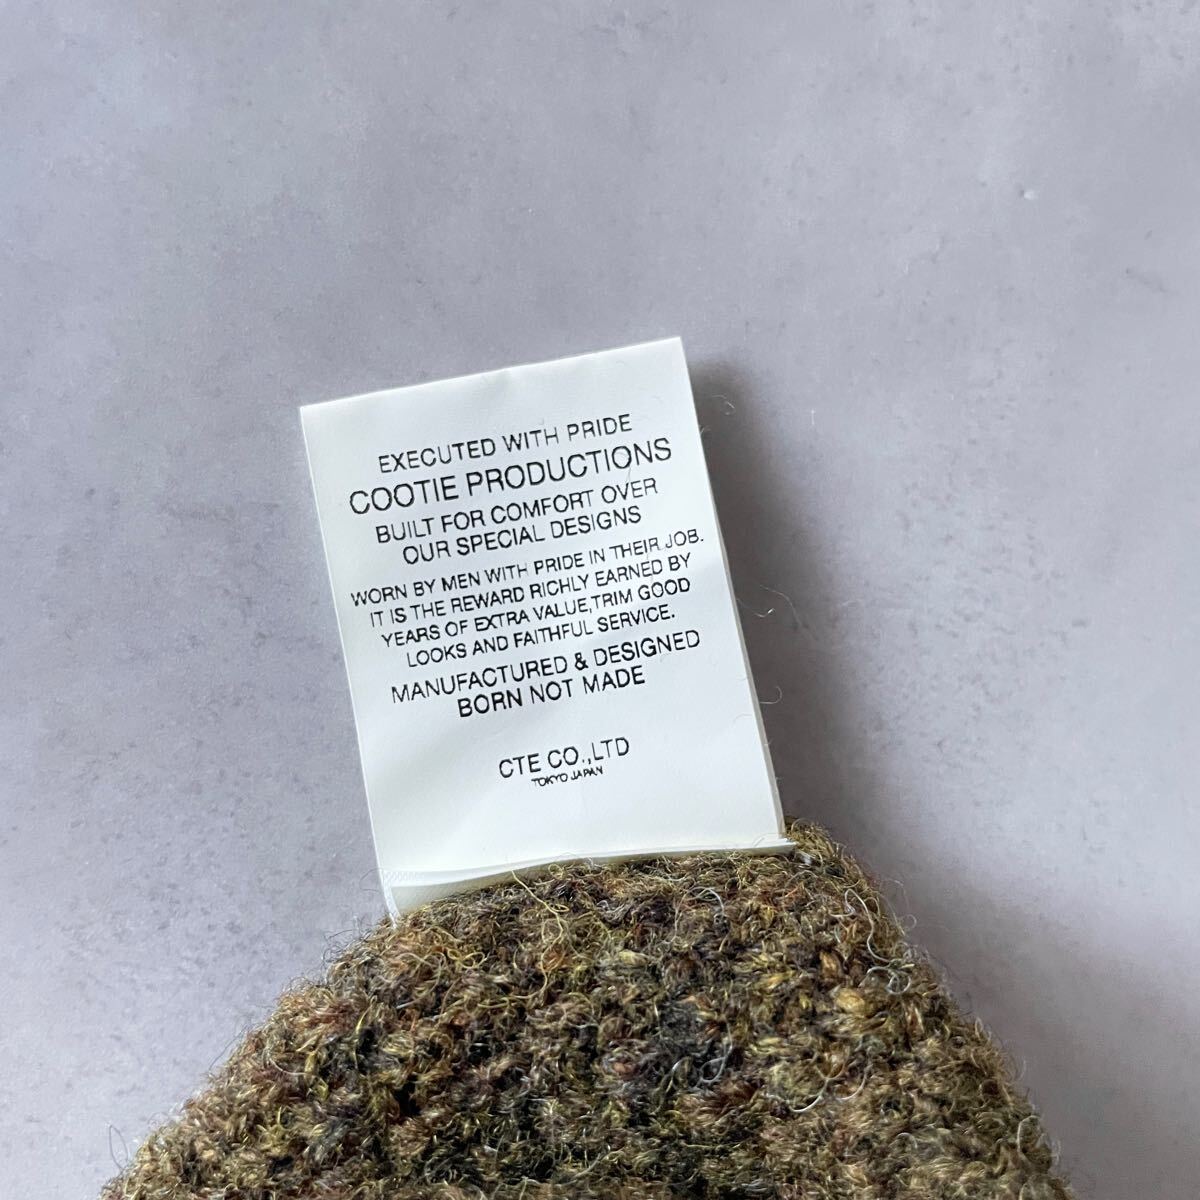 EXECUTED WITH PRIDE
COOTIE PRODUCTIONS
BUILT FOR COMFORT OVER
OUR SPECIAL DESIGNS
WORN BY MEN WITH PRIDE IN THEIR JOB.
IT IS THE REWARD RICHLY EARNED BY
YEARS OF EXTRA VALUE,TRIM GOOD
LOOKS AND FAITHFUL SERVICE.
MANUFACTURED & DESIGNED
BORN NOT MADE
CTE CO.,LTD
TOKYO JAPAN